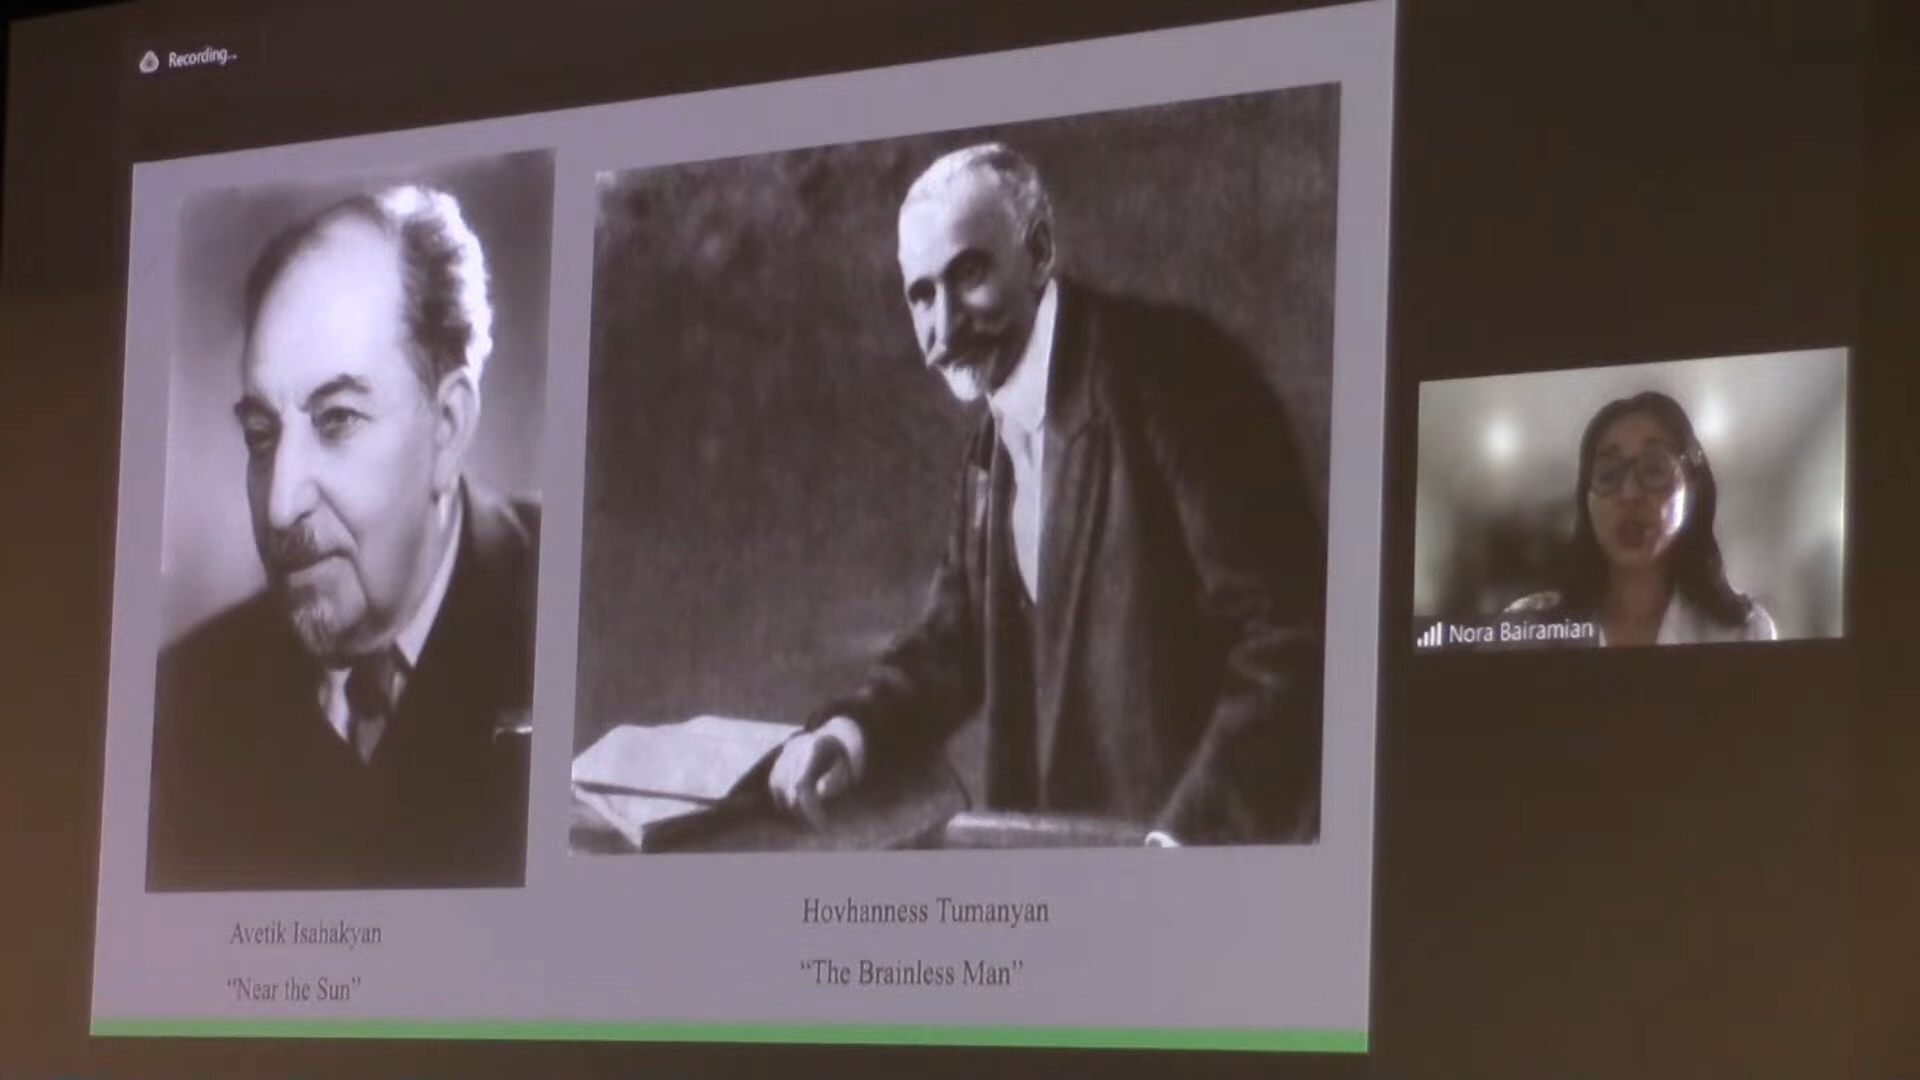 Recording...
Avetik Isahakyan
“Near the Sun”
Hovhanness Tumanyan
“The Brainless Man”
Nora Bairamian